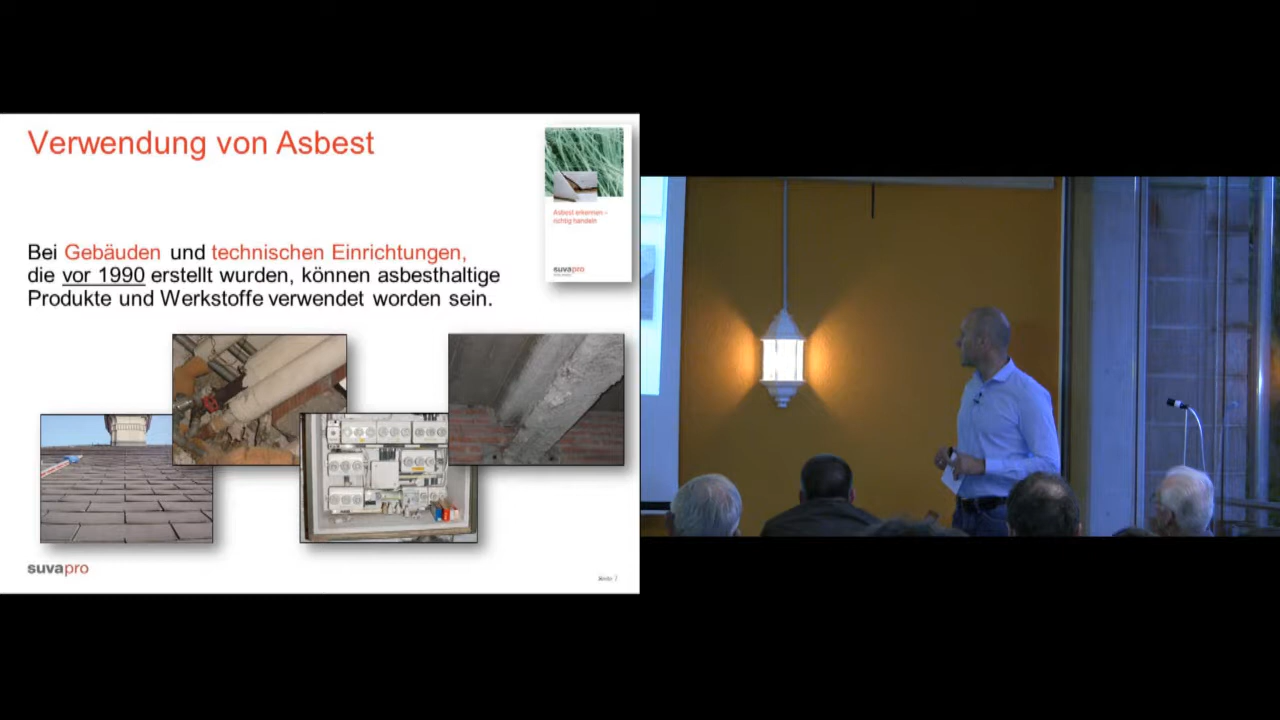 Verwendung von Asbest
Asbest erkennen –
richtig handeln
suvapro
Bei Gebäuden und technischen Einrichtungen,
die vor 1990 erstellt wurden, können asbesthaltige
Produkte und Werkstoffe verwendet worden sein.
suvapro